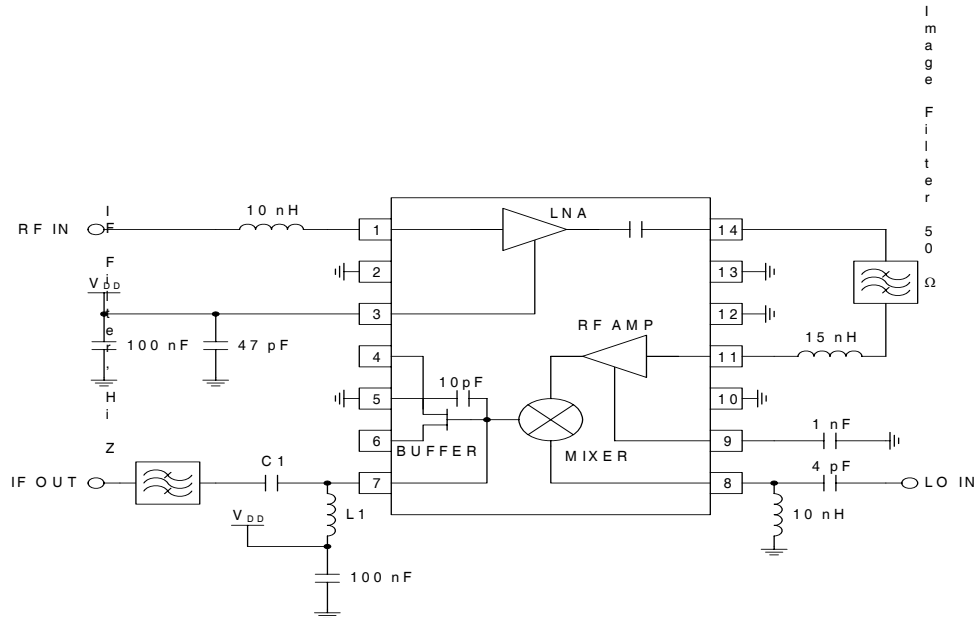 Image Filter 50 Ω
RF IN
10 nH
1
LNA
14
IF Filter, Hi Z
2
13
VDD
3
12
100 nF
47 pF
RF AMP
15 nH
4
11
10pF
5
10
1 nF
6
BUFFER
MIXER
9
C1
4 pF
IF OUT
7
8
LO IN
VDD
L1
10 nH
100 nF